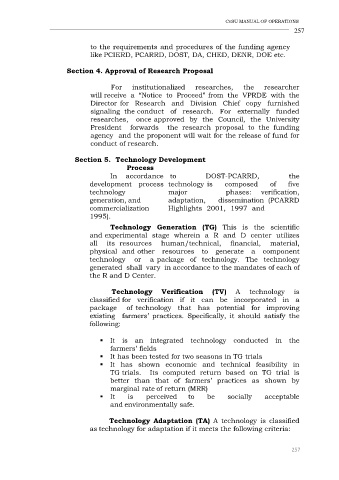 CvSU MANUAL OF OPERATIONS
257
to the requirements and procedures of the funding agency
like PCIERD, PCARRD, DOST, DA, CHED, DENR, DOE etc.
Section 4. Approval of Research Proposal
For institutionalized researches, the researcher
will receive a “Notice to Proceed” from the VPRDE with the
Director for Research and Division Chief copy furnished
signaling the conduct of research. For externally funded
researches, once approved by the Council, the University
President forwards the research proposal to the funding
agency and the proponent will wait for the release of fund for
conduct of research.
Section 5. Technology Development
Process
In accordance to DOST-PCARRD, the
development process technology is composed of five
technology major phases: verification,
generation, and adaption, dissemination (PCARRD
commercialization Highlights 2001, 1997 and
1995).
Technology Generation (TG) This is the scientific
and experimental stage wherein a R and D center utilizes
all its resources human/technical, financial, material,
physical and other resources to generate a component
technology or a package of technology. The technology
generated shall vary in accordance to the mandates of each of
the R and D Center.
Technology Verification (TV) A technology is
classified for verification if it can be incorporated in a
package of technology that has potential for improving
existing farmers’ practices. Specifically, it should satisfy the
following:
• It is an integrated technology conducted in the
farmers’ fields
• It has been tested for two seasons in TG trials
• It has shown economic and technical feasibility in
TG trials. Its computed return based on TG trial is
better than that of farmers’ practices as shown by
marginal rate of return (MRR)
• It is perceived to be socially acceptable
and environmentally safe.
Technology Adaptation (TA) A technology is classified
as technology for adaptation if it meets the following criteria:
257